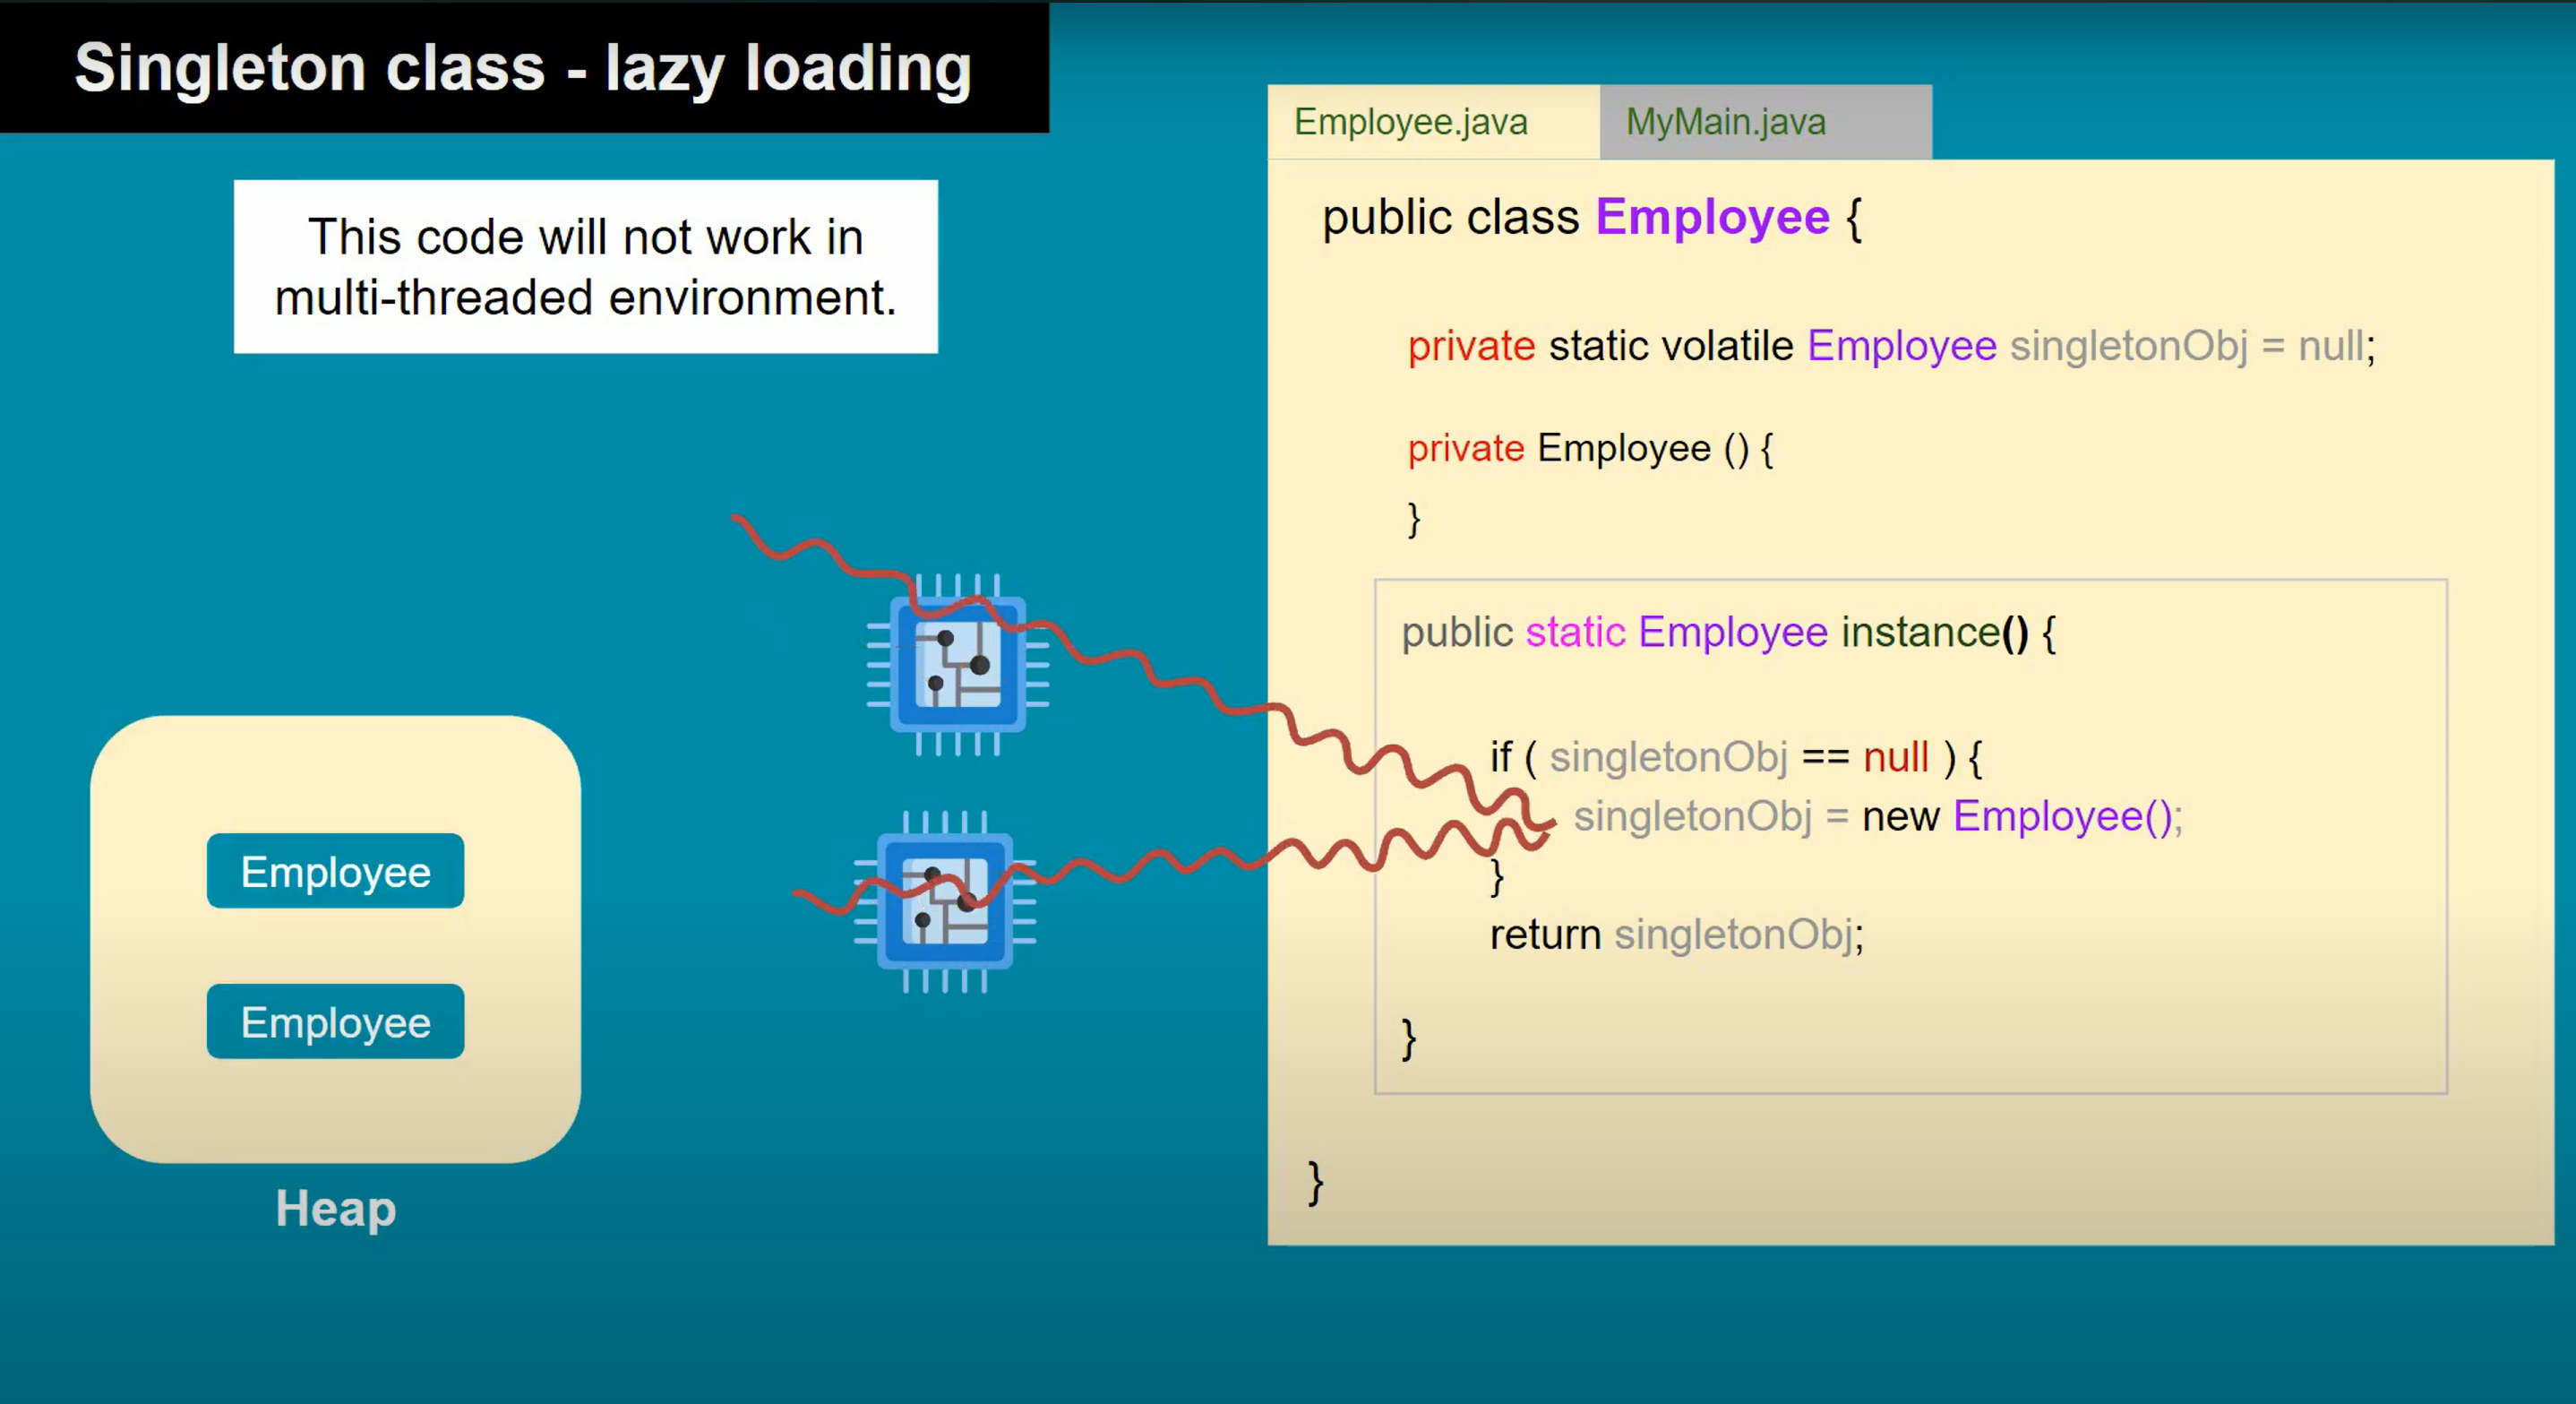 Singleton class - lazy loading
This code will not work in
multi-threaded environment.
Employee
Employee
Heap
Employee.java
MyMain.java
public class Employee {
private static volatile Employee singletonObj = null;
private Employee () {
}
public static Employee instance() {
if ( singletonObj == null ) {
singletonObj = new Employee();
}
return singletonObj;
}
}